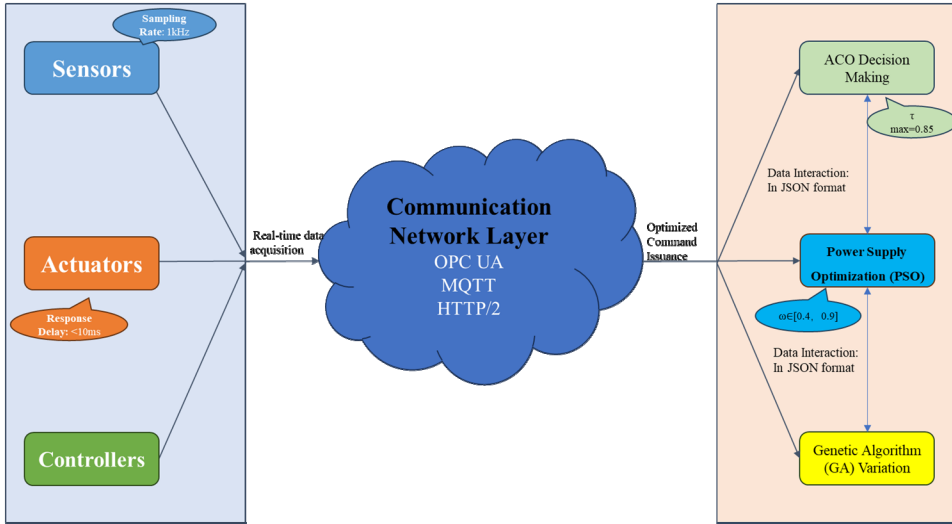 Sampling
Rate: 1kHz
Sensors
Actuators
Response
Delay: <10ms
Controllers
Real-time data
acquisition
Communication
Network Layer
OPC UA
MQTT
HTTP/2
Optimized
Command
Issuance
ACO Decision
Making
τ
max=0.85
Data Interaction:
In JSON format
Power Supply
Optimization (PSO)
ω∈[0.4, 0.9]
Data Interaction:
In JSON format
Genetic Algorithm
(GA) Variation